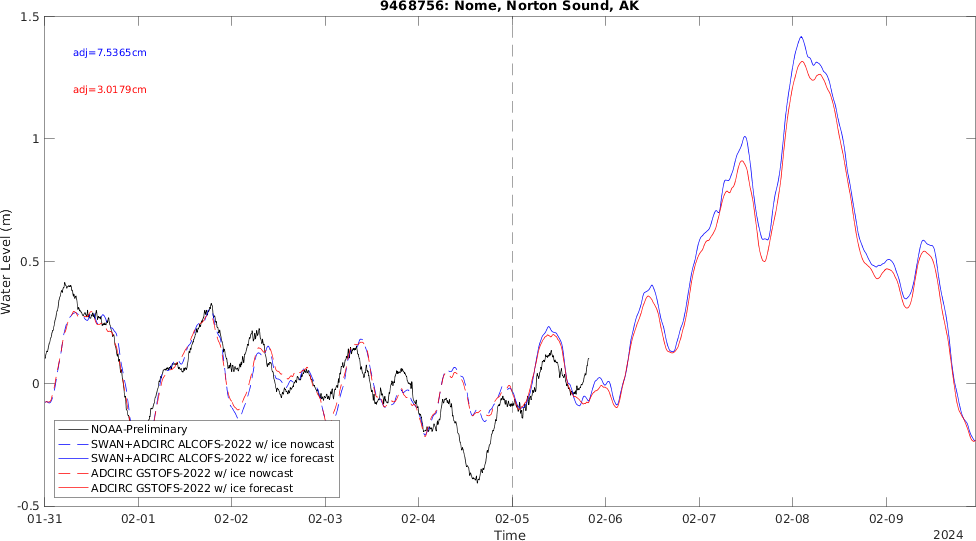 9468756: Nome, Norton Sound, AK
adj=7.5365cm
adj=3.0179cm
Water Level (m)
1.5
1
0.5
0
-0.5
NOAA-Preliminary
SWAN+ADCIRC ALCOFS-2022 w/ ice nowcast
SWAN+ADCIRC ALCOFS-2022 w/ ice forecast
ADCIRC GSTOFS-2022 w/ ice nowcast
ADCIRC GSTOFS-2022 w/ ice forecast
01-31 02-01 02-02 02-03 02-04 02-05 02-06 02-07 02-08 02-09
Time
2024